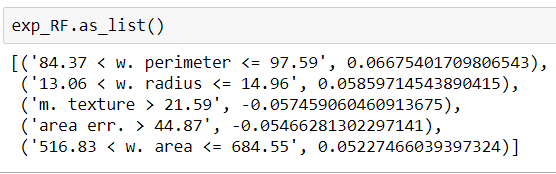 exp_RF.as_list()
[('84.37 < w. perimeter <= 97.59', 0.06675401709806543),
('13.06 < w. radius <= 14.96', 0.05859714543890415),
('m. texture > 21.59', -0.057459060460913675),
('area err. > 44.87', -0.05466281302297141),
('516.83 < w. area <= 684.55', 0.05227466039397324)]